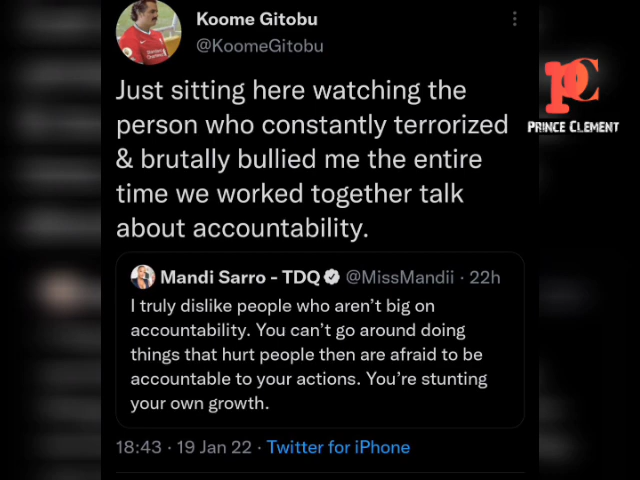 Koome Gitobu
@KoomeGitobu
Just sitting here watching the
person who constantly terrorized
& brutally bullied me the entire
time we worked together talk
about accountability.
Mandi Sarro - TDQ @MissMandii · 22h
I truly dislike people who aren't big on
accountability. You can't go around doing
things that hurt people then are afraid to be
accountable to your actions. You're stunting
your own growth.
18:43 · 19 Jan 22 · Twitter for iPhone
PC
PRINCE CLEMENT